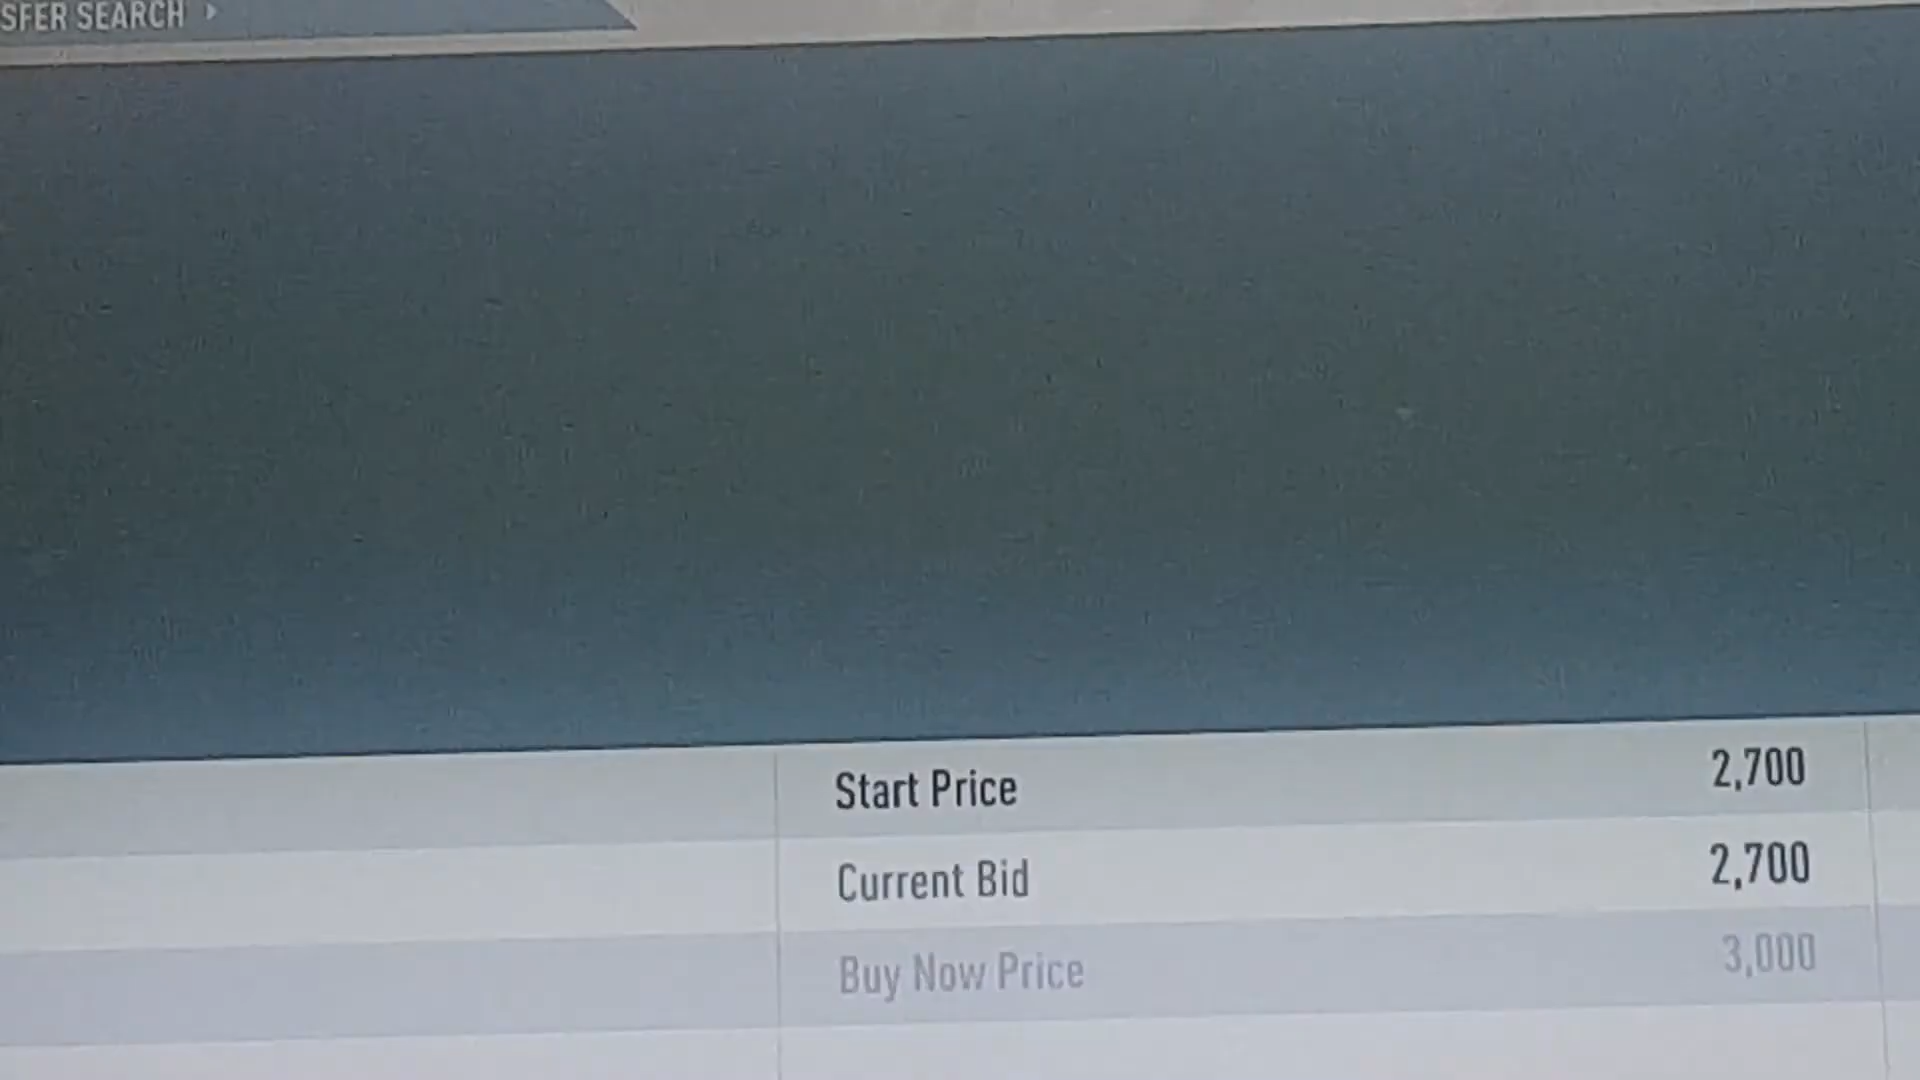 SFER SEARCH
Start Price 2,700
Current Bid 2,700
Buy Now Price 3,000